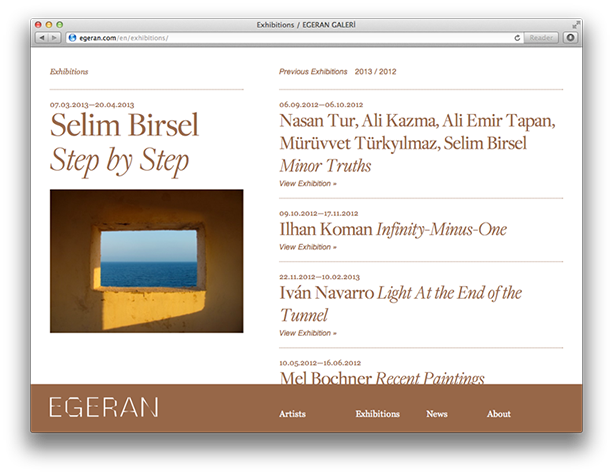 Exhibitions / EGERAN GALERİ
egeran.com/en/exhibitions/
Reader
Exhibitions
07.03.2013—20.04.2013
Selim Birsel
Step by Step
Previous Exhibitions 2013 / 2012
06.09.2012—06.10.2012
Nasan Tur, Ali Kazma, Ali Emir Tapan,
Mürüvvet Türkyılmaz, Selim Birsel
Minor Truths
View Exhibition »
09.10.2012—17.11.2012
Ilhan Koman Infinity-Minus-One
View Exhibition »
22.11.2012—10.02.2013
Iván Navarro Light At the End of the
Tunnel
View Exhibition »
10.05.2012—16.06.2012
Mel Bochner Recent Paintings
EGERAN
Artists Exhibitions News About